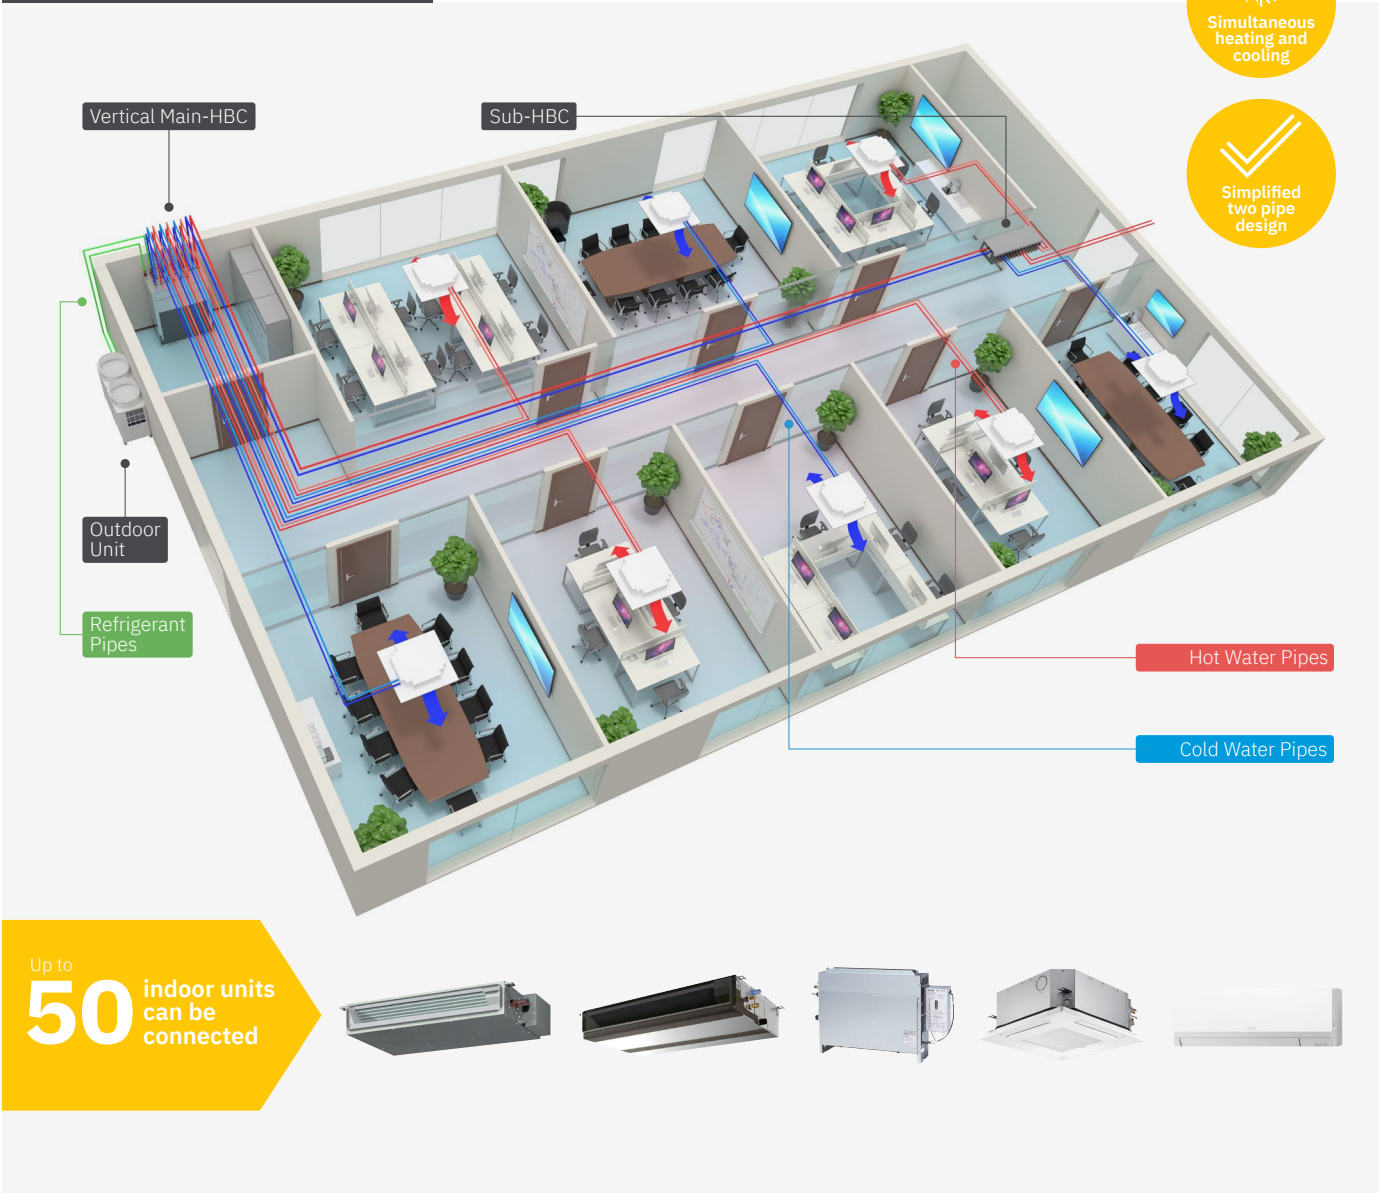 Simultaneous
heating and
cooling
Vertical Main-HBC
Sub-HBC
Simplified
two pipe
design
Outdoor
Unit
Refrigerant
Pipes
Hot Water Pipes
Cold Water Pipes
Up to
50
indoor units
can be
connected